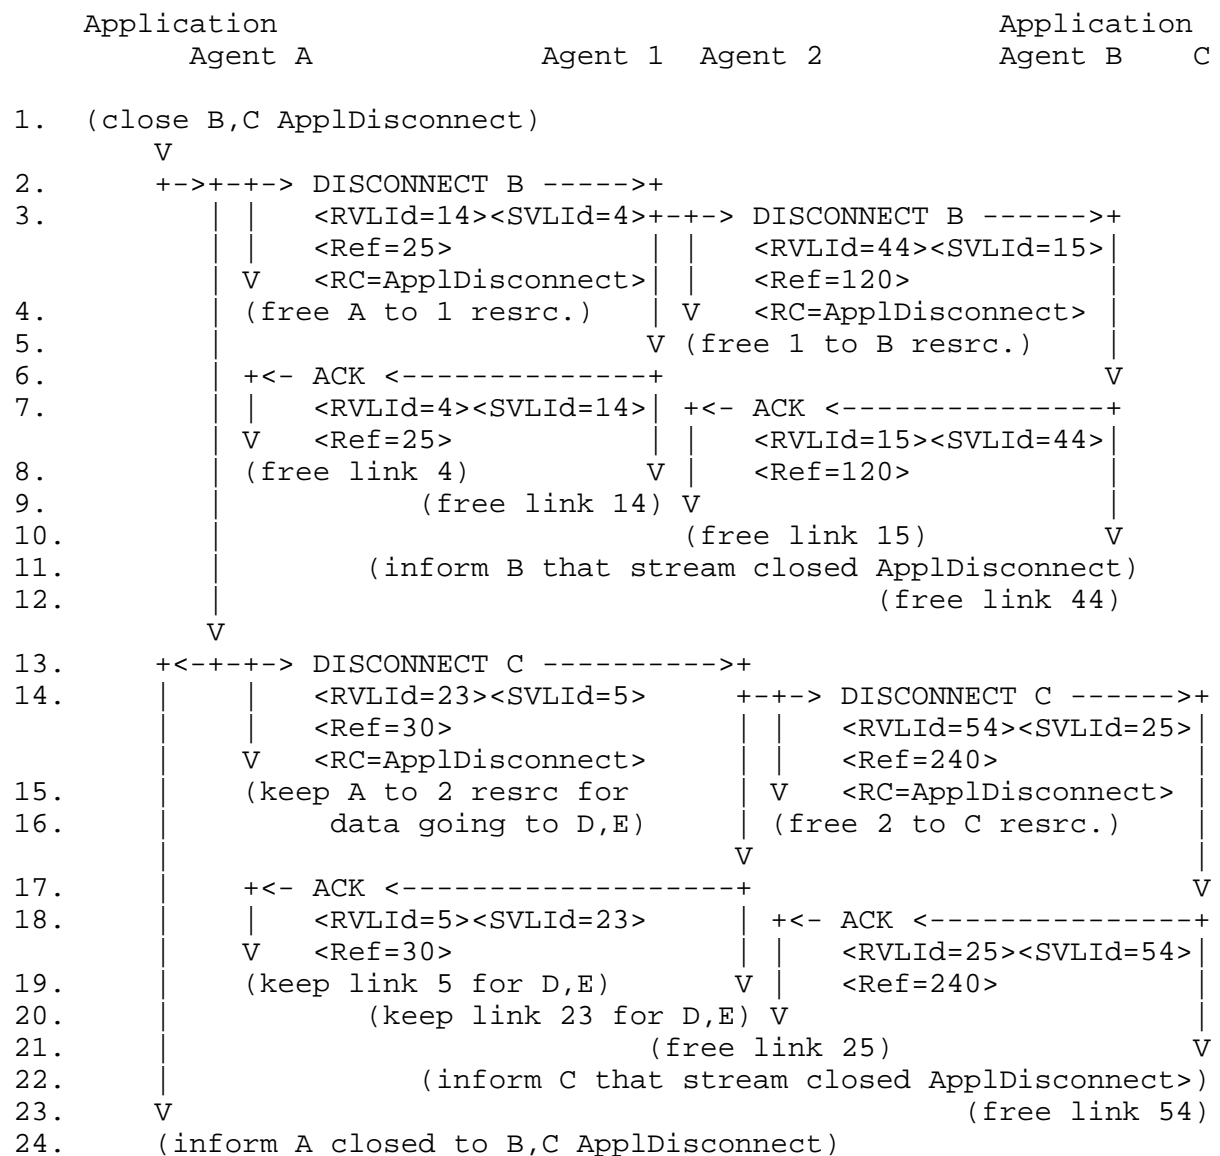 Application                                         Application
          Agent A             Agent 1  Agent 2          Agent B    C
1.  (close B,C ApplDisconnect)
        V
2.      +->+-+-> DISCONNECT B ----->+
3.         | |   <RVLId=14><SVLId=4>+-+-> DISCONNECT B ------>+
           | |   <Ref=25>           | |   <RVLId=44><SVLId=15>|
           | V   <RC=ApplDisconnect>| |   <Ref=120>           |
4.         | (free A to 1 resrc.)   | V   <RC=ApplDisconnect> |
5.         |                        V (free 1 to B resrc.)    |
6.         | +<- ACK <--------------+                         V
7.         | |   <RVLId=4><SVLId=14>| +<- ACK <---------------+
           | V   <Ref=25>           | |   <RVLId=15><SVLId=44>|
8.         | (free link 4)          V |   <Ref=120>           |
9.         |           (free link 14) V                       |
10.        |                          (free link 15)          V
11.        |        (inform B that stream closed ApplDisconnect)
12.        |                                     (free link 44)
           V
13.     +<-+-+-> DISCONNECT C ---------->+
14.     |    |   <RVLId=23><SVLId=5>     +-+-> DISCONNECT C ------>+
        |    |   <Ref=30>                | |   <RVLId=54><SVLId=25>|
        |    V   <RC=ApplDisconnect>     | |   <Ref=240>           |
15.     |    (keep A to 2 resrc for      | V   <RC=ApplDisconnect> |
16.     |         data going to D,E)     | (free 2 to C resrc.)    |
        |                                V                         |
17.     |    +<- ACK <-------------------+                         V
18.     |    |   <RVLId=5><SVLId=23>     | +<- ACK <---------------+
        |    V   <Ref=30>                | |   <RVLId=25><SVLId=54>|
19.     |    (keep link 5 for D,E)       V |   <Ref=240>           |
20.     |           (keep link 23 for D,E) V                       |
21.     |                           (free link 25)                 V
22.     |              (inform C that stream closed ApplDisconnect>)
23.     V                                             (free link 54)
24.     (inform A closed to B,C ApplDisconnect)